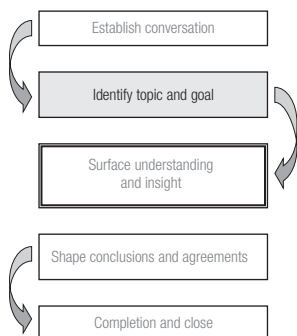 Establish conversation
Identify topic and goal
Surface understanding
and insight
Shape conclusions and agreements
Completion and close